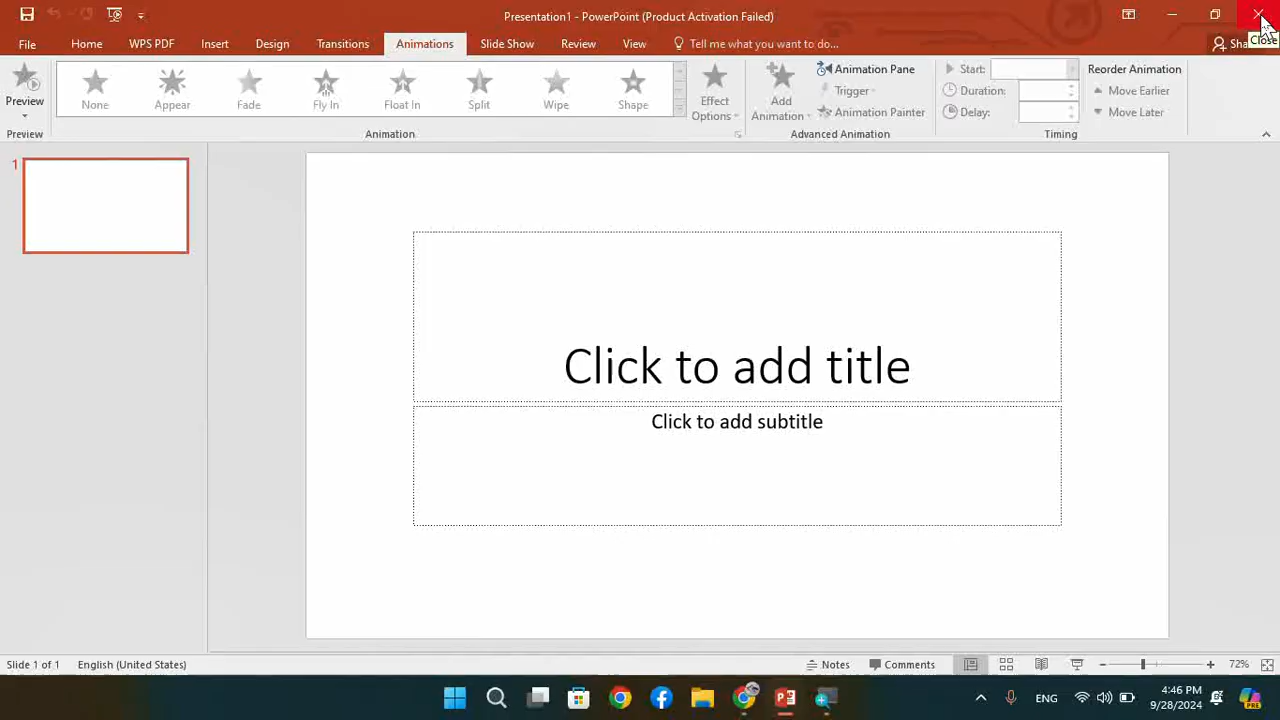 Presentation1 - PowerPoint (Product Activation Failed)
File Home WPS PDF Insert Design Transitions Animations Slide Show Review View Tell me what you want to do...
None Appear Fade Fly In Float In Split Wipe Shape
Preview
Effect
Options
Add
Animation
Animation Pane
Trigger
Animation Painter
Start:
Duration:
Delay:
Reorder Animation
Move Earlier
Move Later
Preview Animation Advanced Animation Timing
1
Click to add title
Click to add subtitle
Slide 1 of 1 English (United States) Notes Comments 72%
ENG 4:46 PM
9/28/2024
PRE